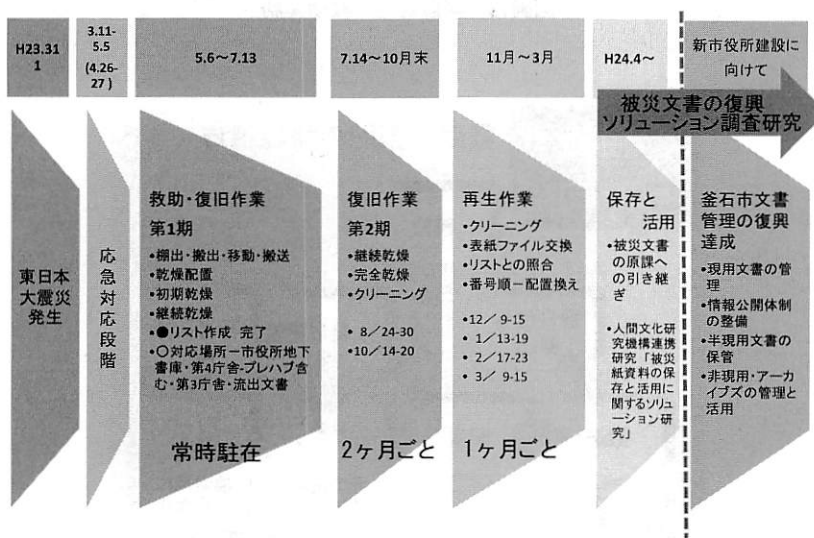 H23.31
1
3.11-
5.5
(4.26-
27 )
5.6～7.13
7.14～10月末
11月～3月
H24.4～
新市役所建設に
向けて
被災文書の復興
ソリューション調査研究
東日本
大震災
発生
応急対応段階
救助・復旧作業
第1期
•棚出・搬出・移動・搬送
•乾燥配置
•初期乾燥
•継続乾燥
•●リスト作成 完了
•○対応場所－市役所地下
書庫・第4庁舎-プレハブ含
む・第3庁舎・流出文書
常時駐在
復旧作業
第2期
•継続乾燥
•完全乾燥
•クリーニング
• 8／24-30
•10／14-20
2ヶ月ごと
再生作業
•クリーニング
•表紙ファイル交換
•リストとの照合
•番号順－配置換え
•12／ 9-15
• 1／13-19
• 2／17-23
• 3／ 9-15
1ヶ月ごと
保存と
活用
•被災文書
の原課へ
の引き継
ぎ
•人間文化研
究機構連携
研究「被災
紙資料の保
存と活用に
関するソリュ
ーション研
究」
釜石市文書
管理の復興
達成
•現用文書の管
理
•情報公開体制
の整備
•半現用文書の
保管
•非現用・アーカ
イブズの管理と
活用